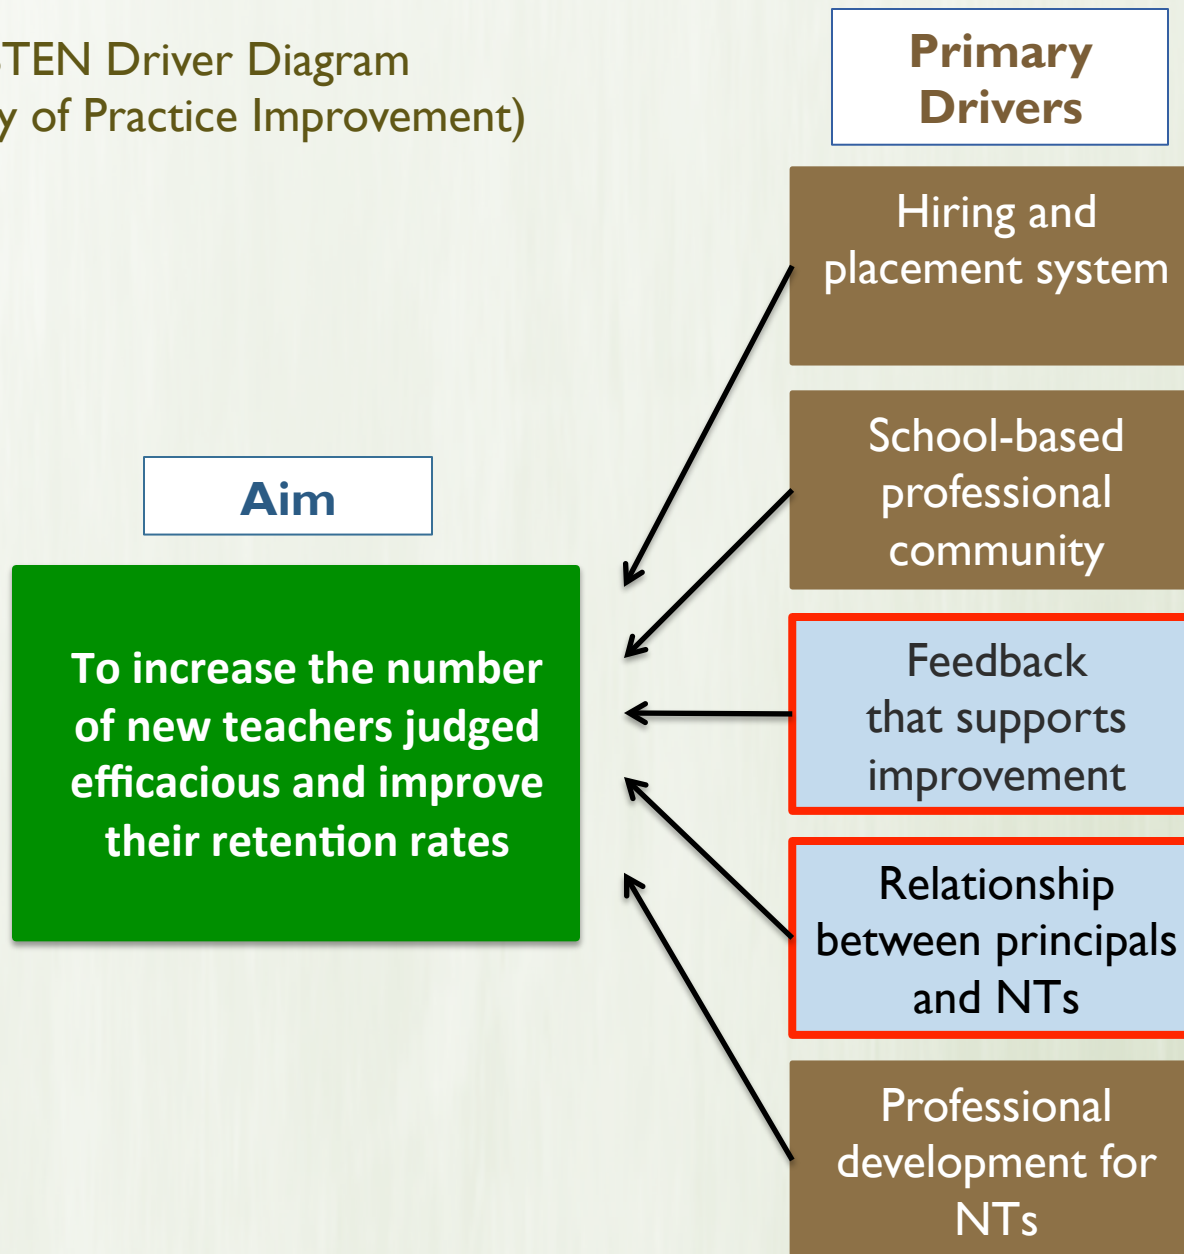 TEN Driver Diagram
y of Practice Improvement)
Primary
Drivers
Hiring and
placement system
School-based
professional
community
Aim
To increase the number
of new teachers judged
efficacious and improve
their retention rates
Feedback
that supports
improvement
Relationship
between principals
and NTs
Professional
development for
NTs